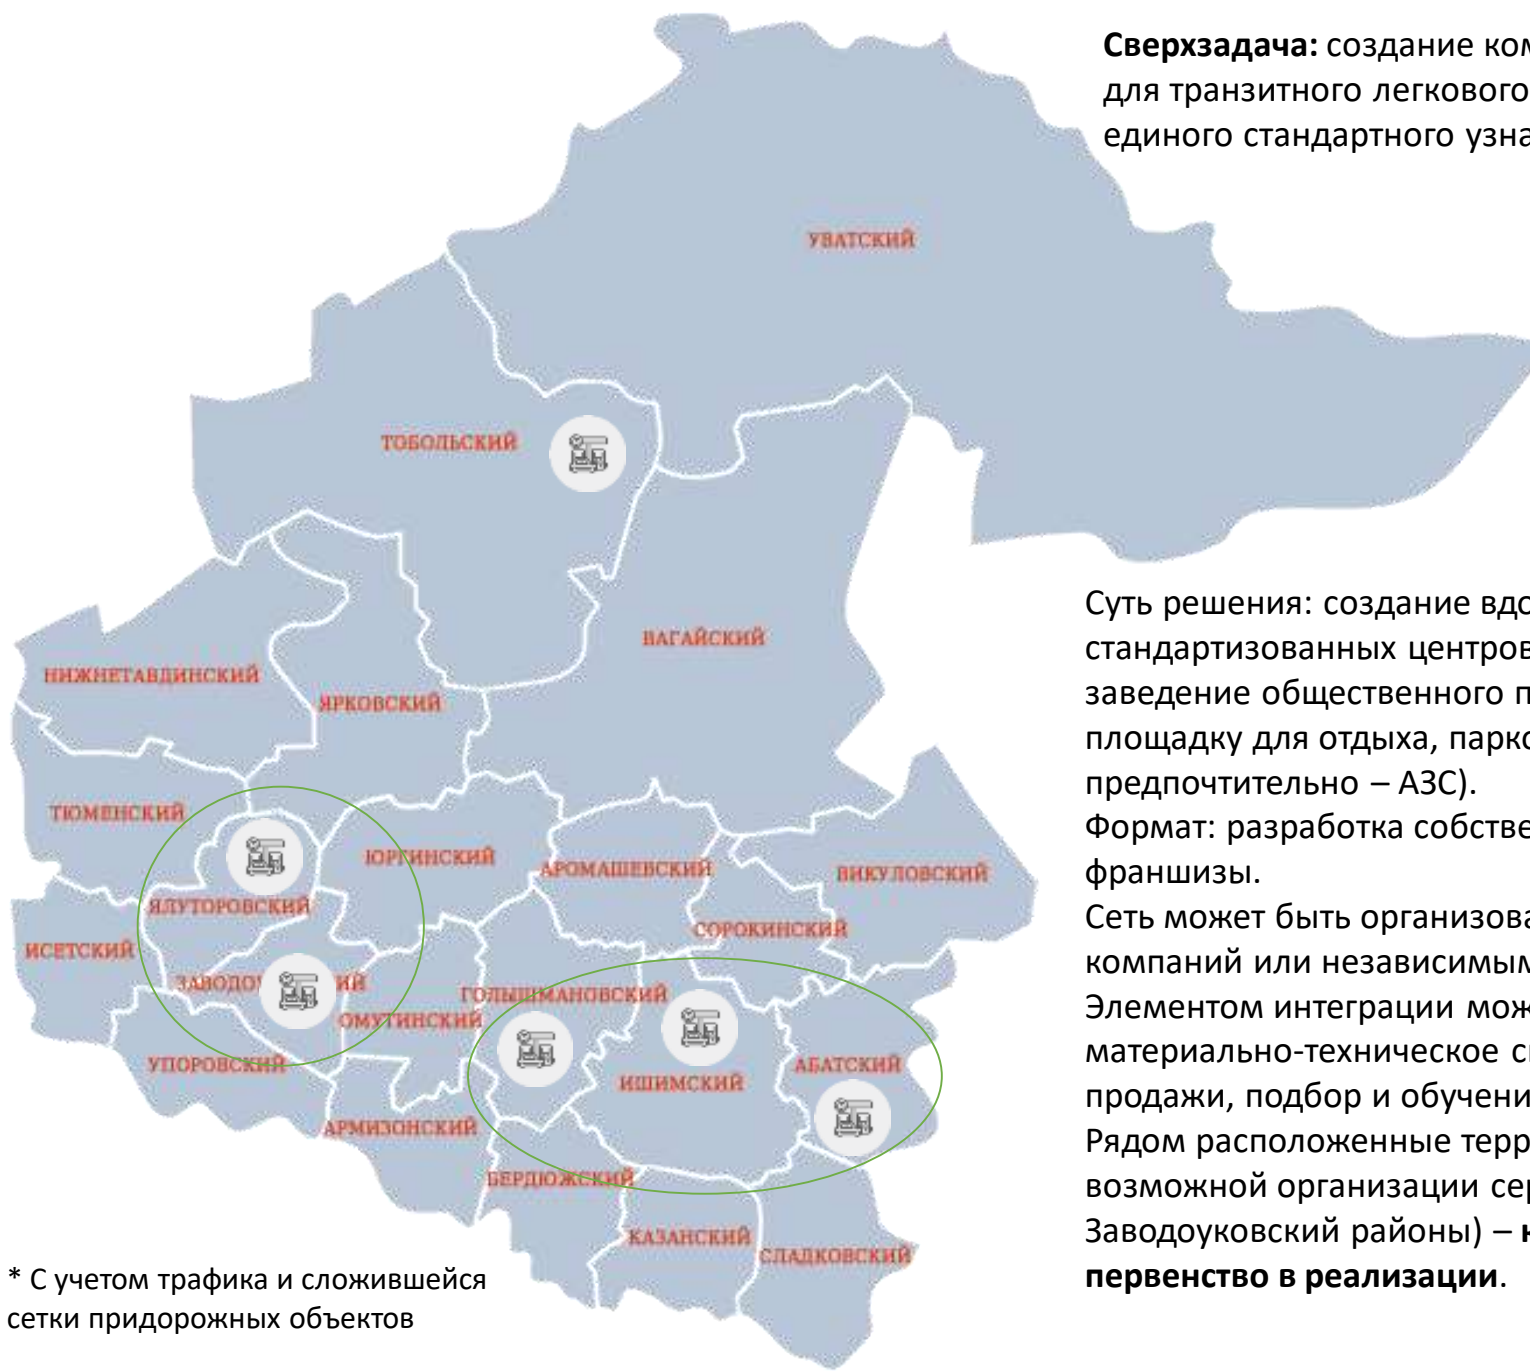 Сверхзадача: создание ком
для транзитного легкового
единого стандартного узна
УВАТСКИЙ
ТОБОЛЬСКИЙ
ВАГАЙСКИЙ
НИЖНЕТАВДИНСКИЙ
ЯРКОВСКИЙ
ТЮМЕНСКИЙ
ЮРГИНСКИЙ
АРОМАШЕВСКИЙ
ВИКУЛОВСКИЙ
ЯЛУТОРОВСКИЙ
СОРОКИНСКИЙ
ИСЕТСКИЙ
ЗАВОДОУ ИЙ
ГОЛЫШМАНОВСКИЙ
ОМУТИНСКИЙ
УПОРОВСКИЙ
ИШИМСКИЙ
АБАТСКИЙ
АРМИЗОНСКИЙ
БЕРДЮЖСКИЙ
КАЗАНСКИЙ
СЛАДКОВСКИЙ
Суть решения: создание вдо
стандартизованных центров
заведение общественного п
площадку для отдыха, парко
предпочтительно – АЗС).
Формат: разработка собстве
франшизы.
Сеть может быть организова
компаний или независимым
Элементом интеграции мож
материально-техническое с
продажи, подбор и обучени
Рядом расположенные терр
возможной организации сер
Заводоуковский районы) – н
первенство в реализации.
* С учетом трафика и сложившейся
сетки придорожных объектов